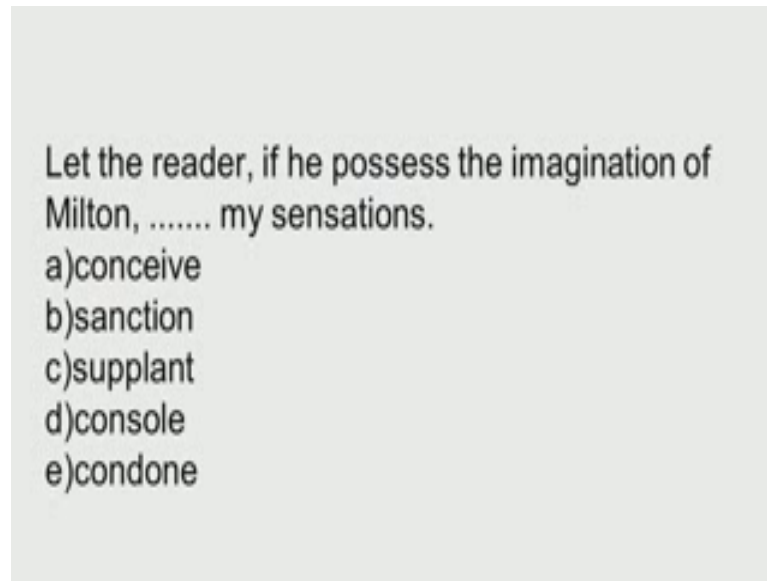 Let the reader, if he possess the imagination of
Milton, ....... my sensations.
a)conceive
b)sanction
c)supplant
d)console
e)condone